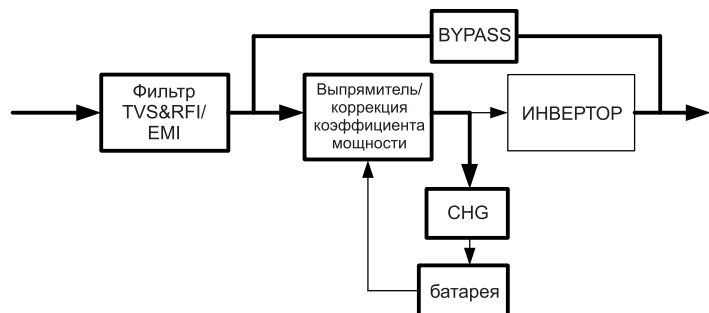 BYPASS
Фильтр
TVS&RFI/
EMI
Выпрямитель/
коррекция
коэффициента
мощности
ИНВЕРТОР
CHG
батарея